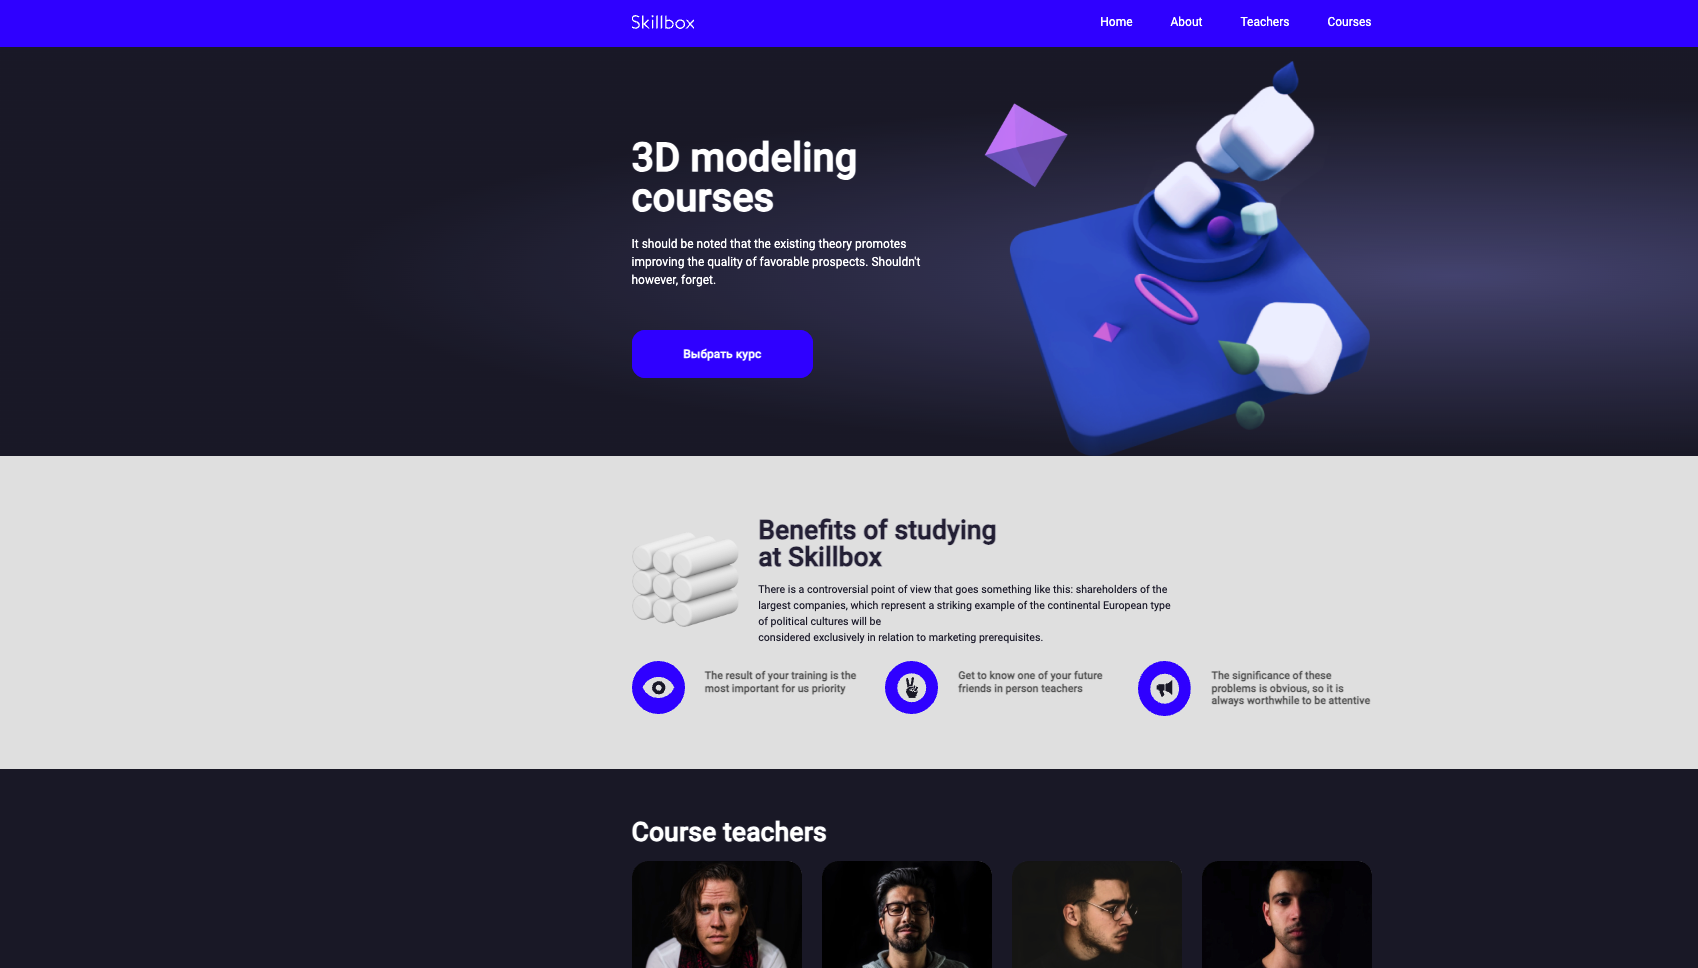 Skillbox
Home
About
Teachers
Courses
3D modeling
courses
It should be noted that the existing theory promotes
improving the quality of favorable prospects. Shouldn't
however, forget.
Выбрать курс
Benefits of studying
at Skillbox
There is a controversial point of view that goes something like this: shareholders of the
largest companies, which represent a striking example of the continental European type
of political cultures will be
considered exclusively in relation to marketing prerequisites.
The result of your training is the
most important for us priority
Get to know one of your future
friends in person teachers
The significance of these
problems is obvious, so it is
always worthwhile to be attentive
Course teachers